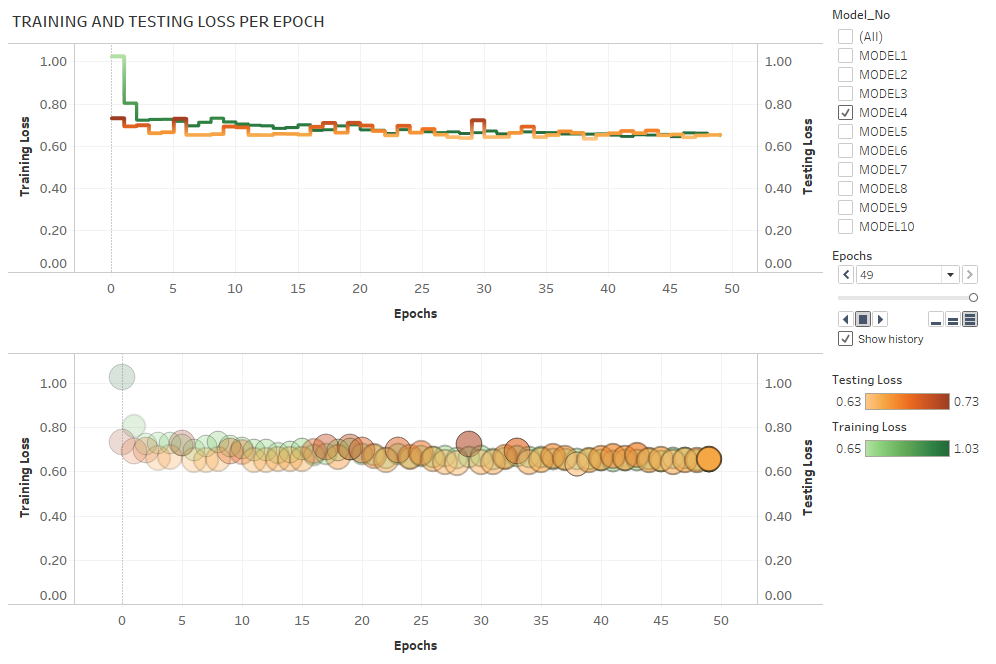 TRAINING AND TESTING LOSS PER EPOCH
1.00 1.00
0.80 0.80
0.60 0.60
0.40 0.40
0.20 0.20
0.00 0.00
Training Loss
Testing Loss
0 5 10 15 20 25 30 35 40 45 50
Epochs
1.00 1.00
0.80 0.80
0.60 0.60
0.40 0.40
0.20 0.20
0.00 0.00
Training Loss
Testing Loss
0 5 10 15 20 25 30 35 40 45 50
Epochs
Model_No
(All)
MODEL1
MODEL2
MODEL3
MODEL4
MODEL5
MODEL6
MODEL7
MODEL8
MODEL9
MODEL10
Epochs
49
Show history
Testing Loss
0.63 0.73
Training Loss
0.65 1.03